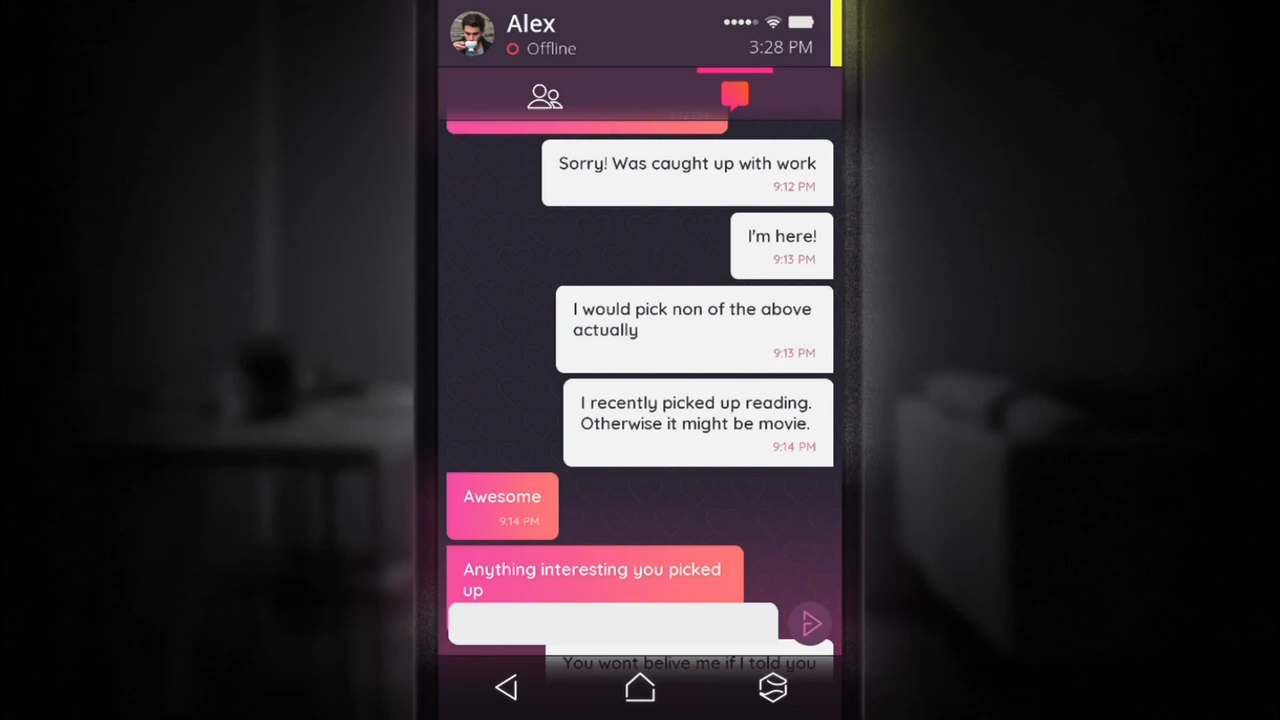 Alex
Offline
3:28 PM
Sorry! Was caught up with work
9:12 PM
I'm here!
9:13 PM
I would pick non of the above
actually
9:13 PM
I recently picked up reading.
Otherwise it might be movie.
9:14 PM
Awesome
9:14 PM
Anything interesting you picked
up
You wont belive me if I told you